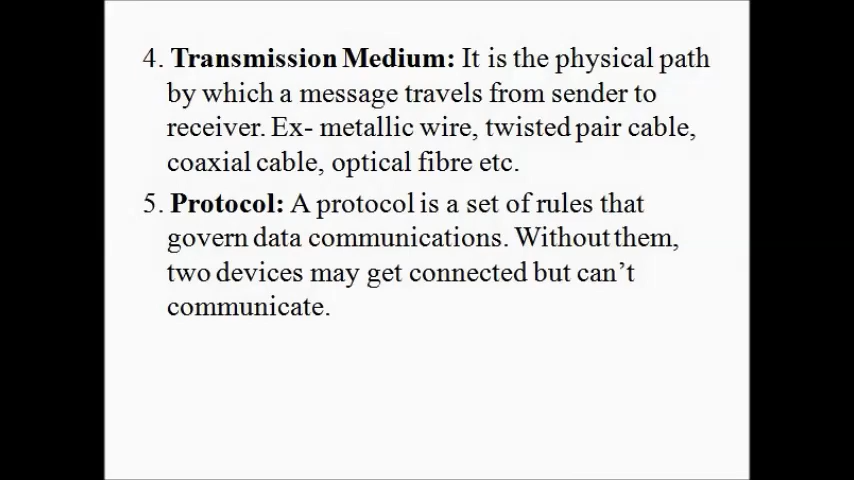 4. Transmission Medium: It is the physical path
by which a message travels from sender to
receiver. Ex- metallic wire, twisted pair cable,
coaxial cable, optical fibre etc.
5. Protocol: A protocol is a set of rules that
govern data communications. Without them,
two devices may get connected but can’t
communicate.